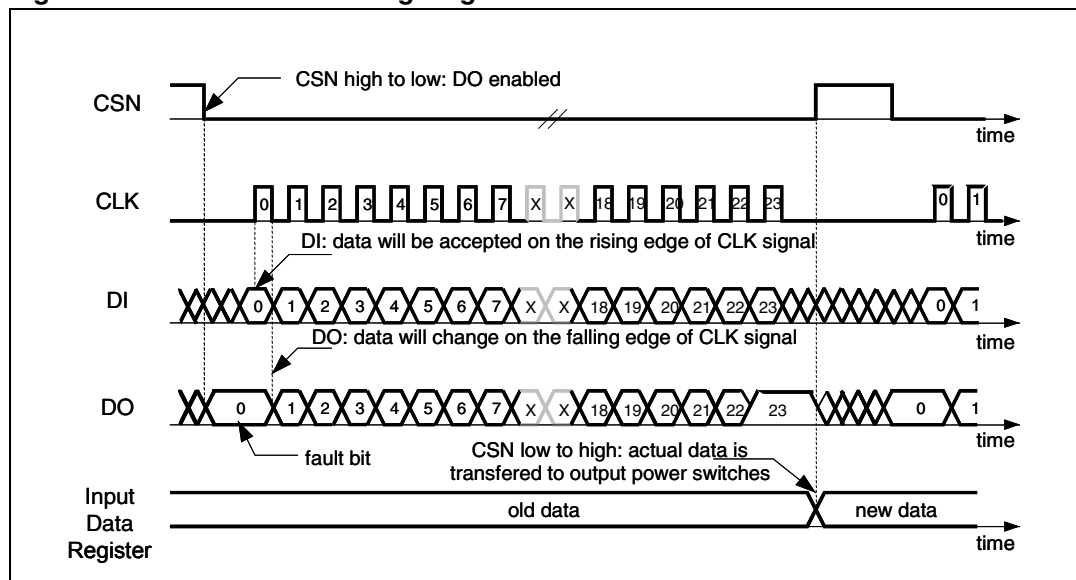 CSN high to low: DO enabled
CSN
time
CLK
0 1 2 3 4 5 6 7 X X 18 19 20 21 22 23 0 1
time
DI: data will be accepted on the rising edge of CLK signal
DI
0 1 2 3 4 5 6 7 X X 18 19 20 21 22 23 0 1
time
DO: data will change on the falling edge of CLK signal
DO
0 1 2 3 4 5 6 7 X X 18 19 20 21 22 23 0 1
time
fault bit
CSN low to high: actual data is
transfered to output power switches
Input
Data
Register
old data
new data
time